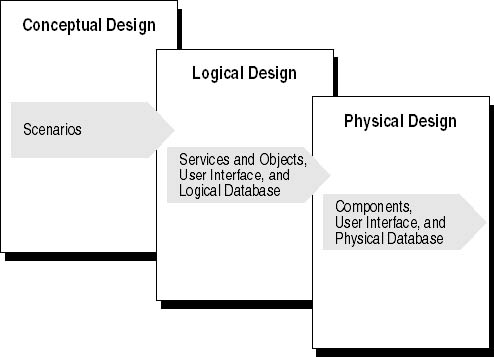 Conceptual Design
Scenarios
Logical Design
Services and Objects,
User Interface, and
Logical Database
Physical Design
Components,
User Interface, and
Physical Database